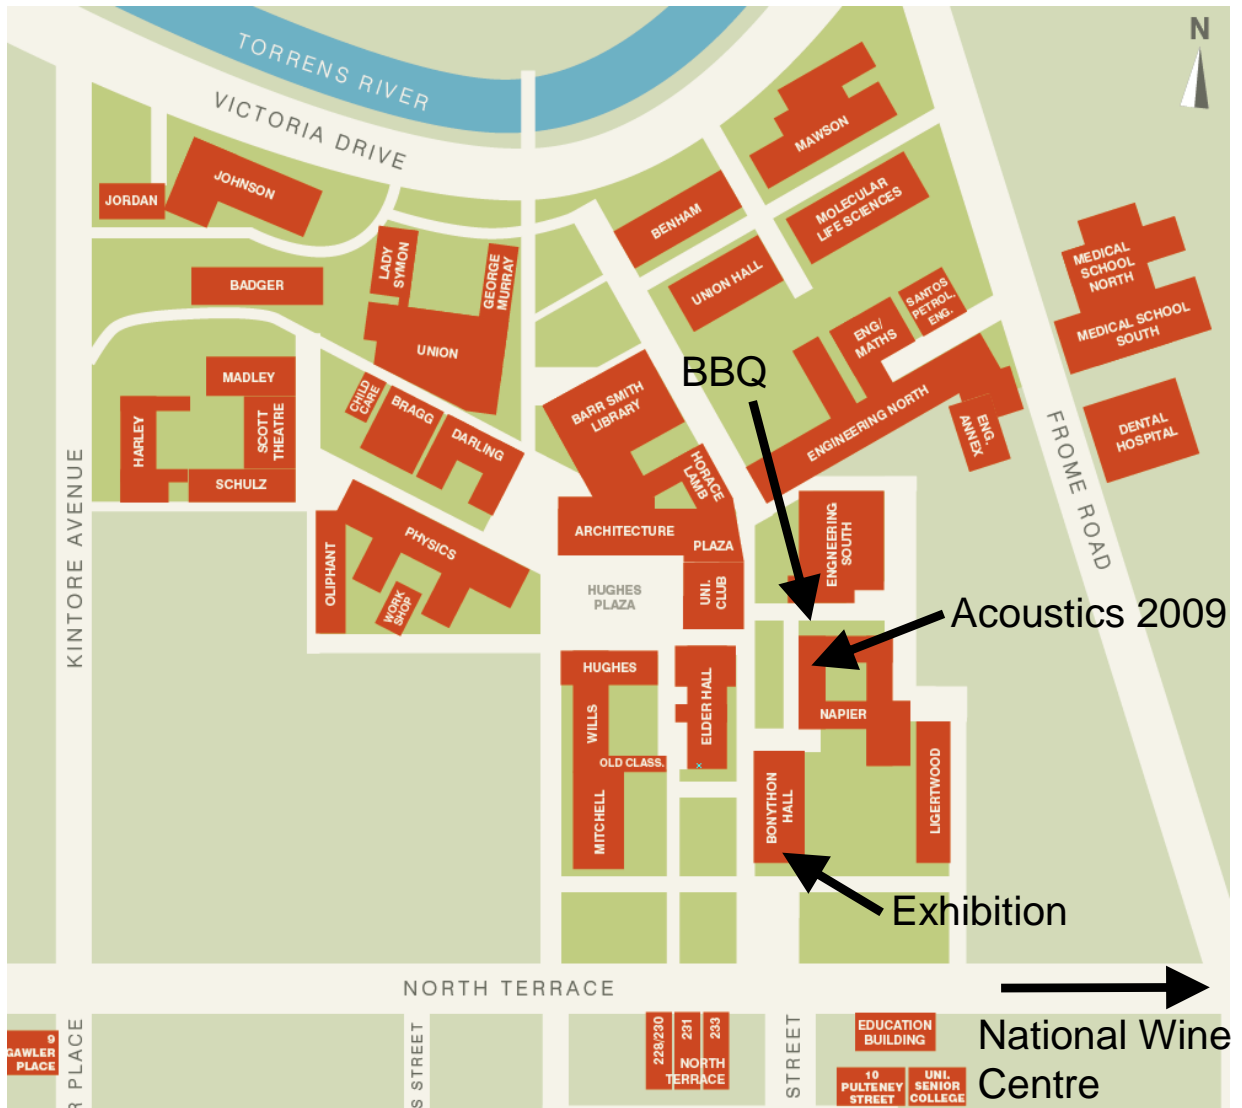 N
TORRENS RIVER
VICTORIA DRIVE
MAWSON
JORDAN
JOHNSON
MOLECULAR
LIFE SCIENCES
BENHAM
LADY
SYMON
GEORGE
MURRAY
BADGER
UNION HALL
MEDICAL
SCHOOL
NORTH
SANTOS
PETROL.
ENG.
MEDICAL SCHOOL
SOUTH
ENG/
MATHS
UNION
BBQ
MADLEY
CHILD
CARE
BRAGG
BARR SMITH
LIBRARY
HARLEY
SCOTT
THEATRE
DARLING
ENGINEERING NORTH
ENG.
ANNEX
DENTAL
HOSPITAL
FROME ROAD
SCHULZ
HORACE
LAMB
KINTORE AVENUE
PHYSICS
ARCHITECTURE
PLAZA
ENGNEERING
SOUTH
OLIPHANT
WORK
SHOP
HUGHES
PLAZA
UNI.
CLUB
Acoustics 2009
HUGHES
WILLS
ELDER HALL
NAPIER
OLD CLASS.
MITCHELL
BONYTHON
HALL
LIGERTWOOD
Exhibition
NORTH TERRACE
9
GAWLER
PLACE
R PLACE
S STREET
228/230
231
233
NORTH
TERRACE
STREET
EDUCATION
BUILDING
National Wine
Centre
10
PULTENEY
STREET
UNI.
SENIOR
COLLEGE